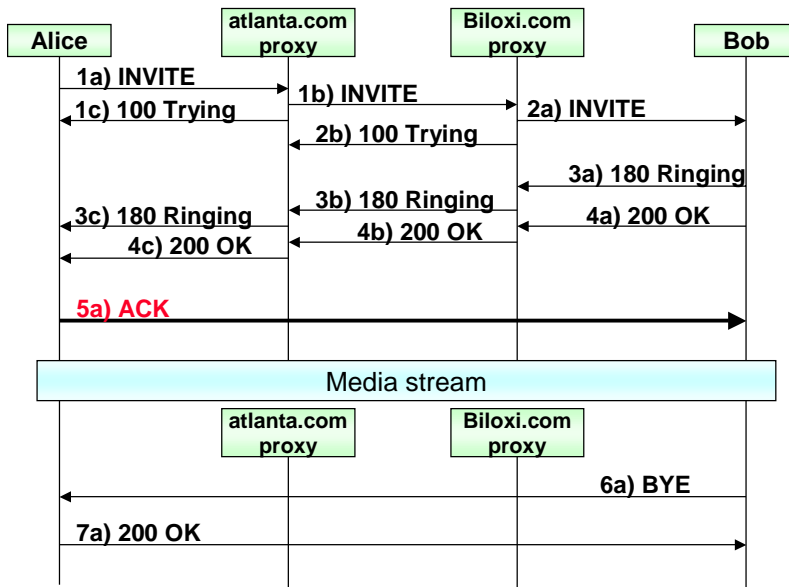 Alice
atlanta.com
proxy
Biloxi.com
proxy
Bob
1a) INVITE
1b) INVITE
1c) 100 Trying
2a) INVITE
2b) 100 Trying
3a) 180 Ringing
3b) 180 Ringing
3c) 180 Ringing
4a) 200 OK
4b) 200 OK
4c) 200 OK
5a) ACK
Media stream
atlanta.com
proxy
Biloxi.com
proxy
6a) BYE
7a) 200 OK